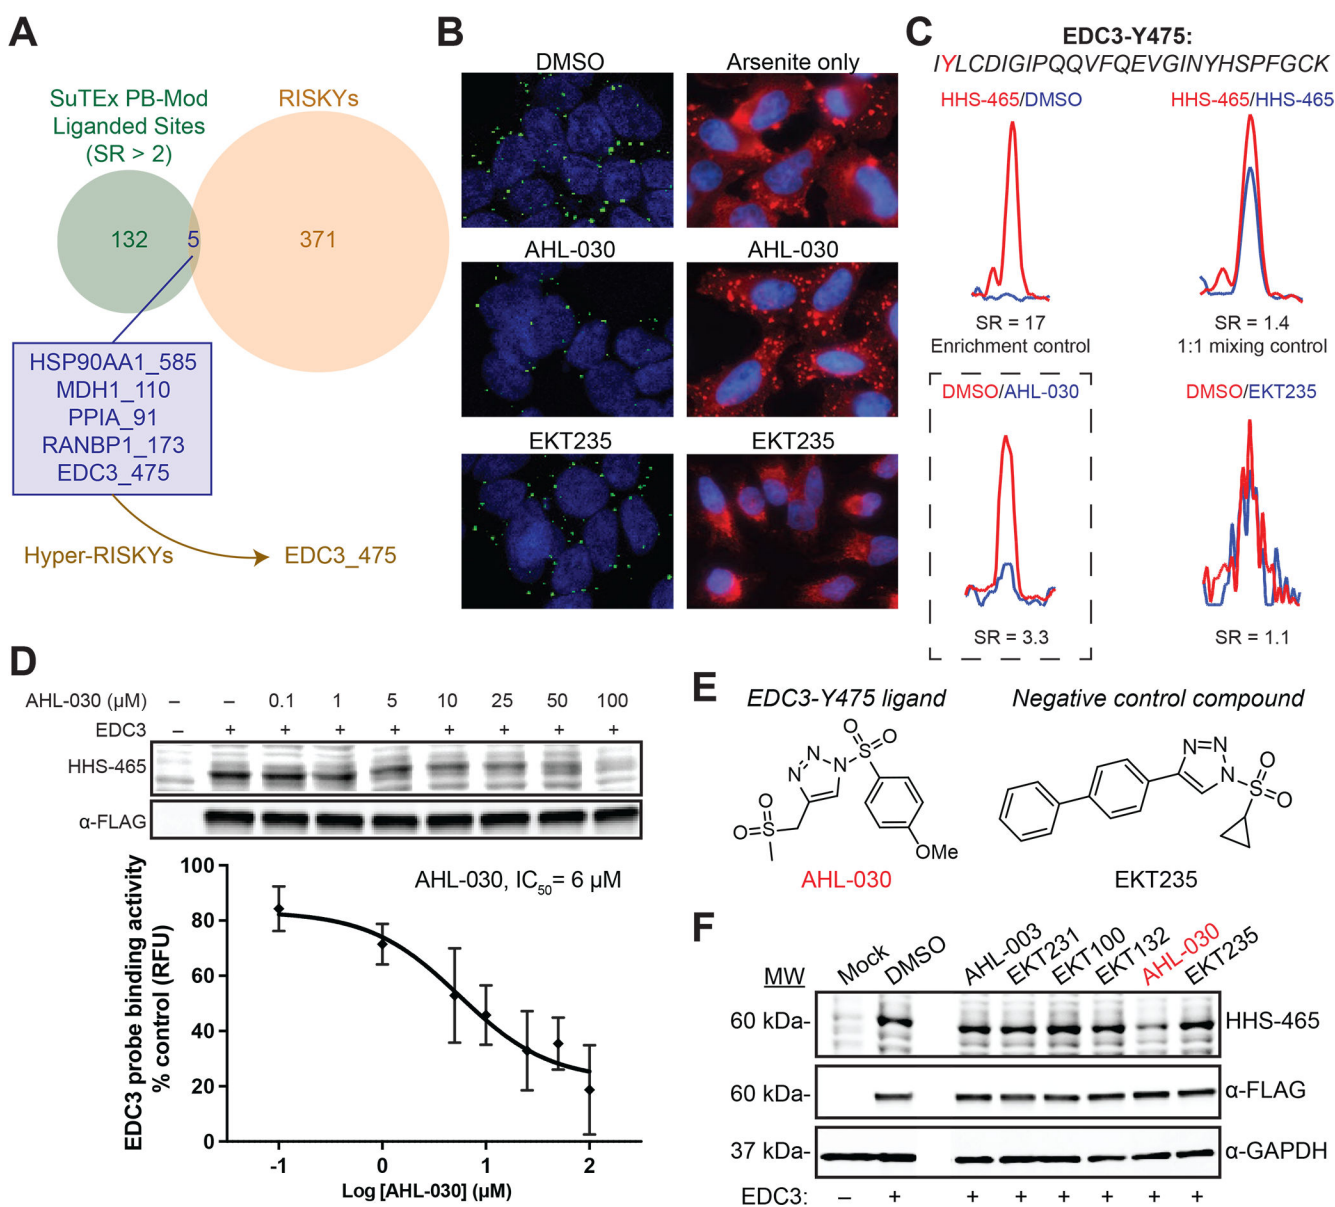 A
SuTEx PB-Mod
Liganded Sites
(SR > 2)
RISKYs
132
5
371
HSP90AA1_585
MDH1_110
PPIA_91
RANBP1_173
EDC3_475
Hyper-RISKYs
EDC3_475
B
DMSO
Arsenite only
AHL-030
AHL-030
EKT235
EKT235
C
EDC3-Y475:
IYLCDIGIPQQVFQEVGINYHSPFGCK
HHS-465/DMSO
HHS-465/HHS-465
SR = 17
Enrichment control
SR = 1.4
1:1 mixing control
DMSO/AHL-030
DMSO/EKT235
SR = 3.3
SR = 1.1
D
AHL-030 (μM) – – 0.1 1 5 10 25 50 100
EDC3 – + + + + + + + +
HHS-465
α-FLAG
EDC3 probe binding activity
% control (RFU)
100
80
60
40
20
0
AHL-030, IC50= 6 μM
-1 0 1 2
Log [AHL-030] (μM)
E
EDC3-Y475 ligand
Negative control compound
N
N
N
S
O
O
O
S
O
OMe
AHL-030
N
N
N
S
O
O
EKT235
F
MW
Mock
DMSO
AHL-003
EKT231
EKT100
EKT132
AHL-030
EKT235
60 kDa-
HHS-465
60 kDa-
α-FLAG
37 kDa-
α-GAPDH
EDC3: – + + + + + + +